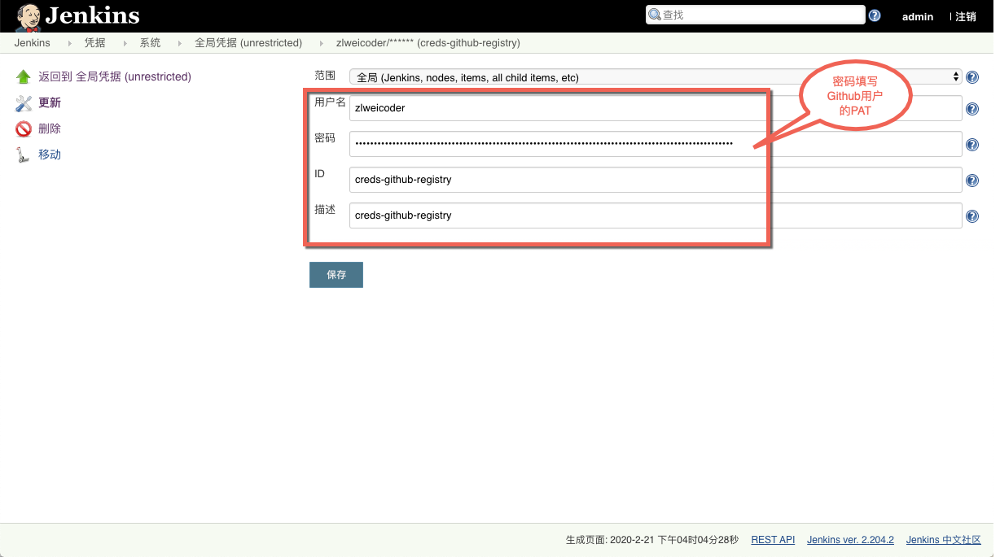 Jenkins
查找
admin
注销
Jenkins
凭据
系统
全局凭据 (unrestricted)
zlweicoder/****** (creds-github-registry)
返回到 全局凭据 (unrestricted)
更新
删除
移动
范围
全局 (Jenkins, nodes, items, all child items, etc)
用户名
zlweicoder
密码
ID
creds-github-registry
描述
creds-github-registry
密码填写
Github用户
的PAT
保存
生成页面: 2020-2-21 下午04时04分28秒
REST API
Jenkins ver. 2.204.2
Jenkins 中文社区